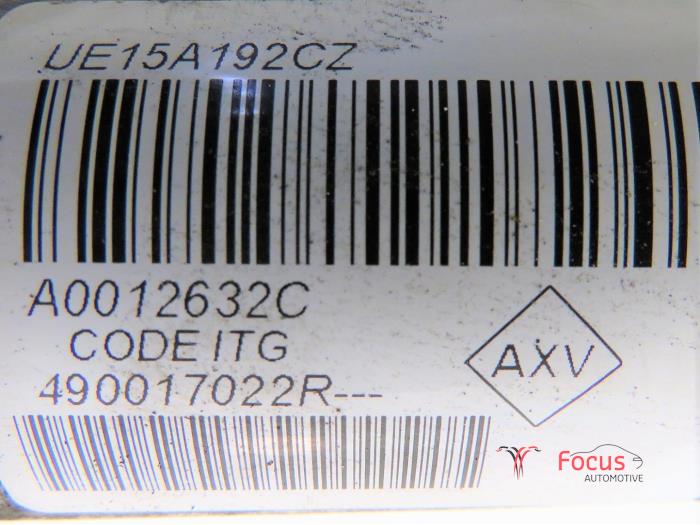 UE15A192CZ
A0012632C
CODE ITG
490017022R---
AXV
Focus
AUTOMOTIVE